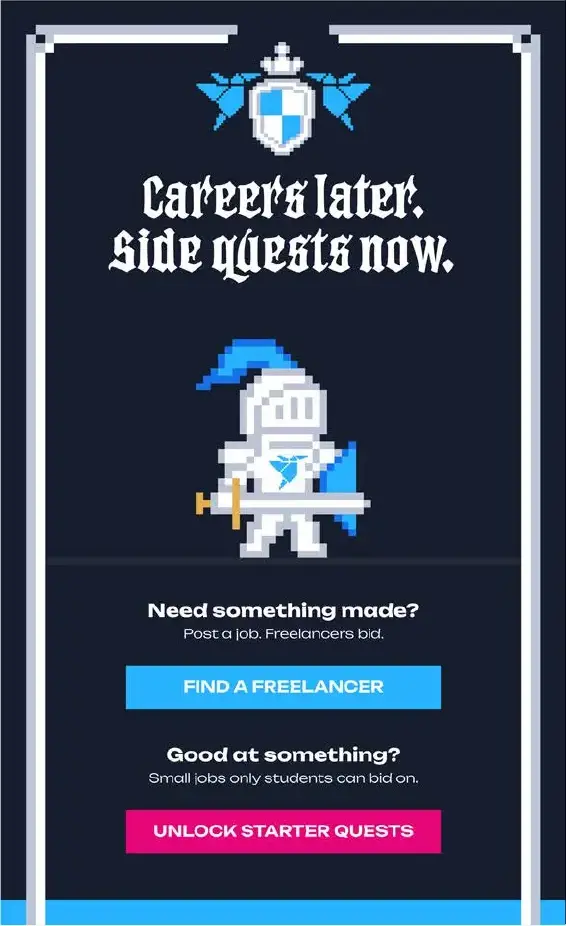 Careers later.
Side quests now.
Need something made?
Post a job. Freelancers bid.
FIND A FREELANCER
Good at something?
Small jobs only students can bid on.
UNLOCK STARTER QUESTS